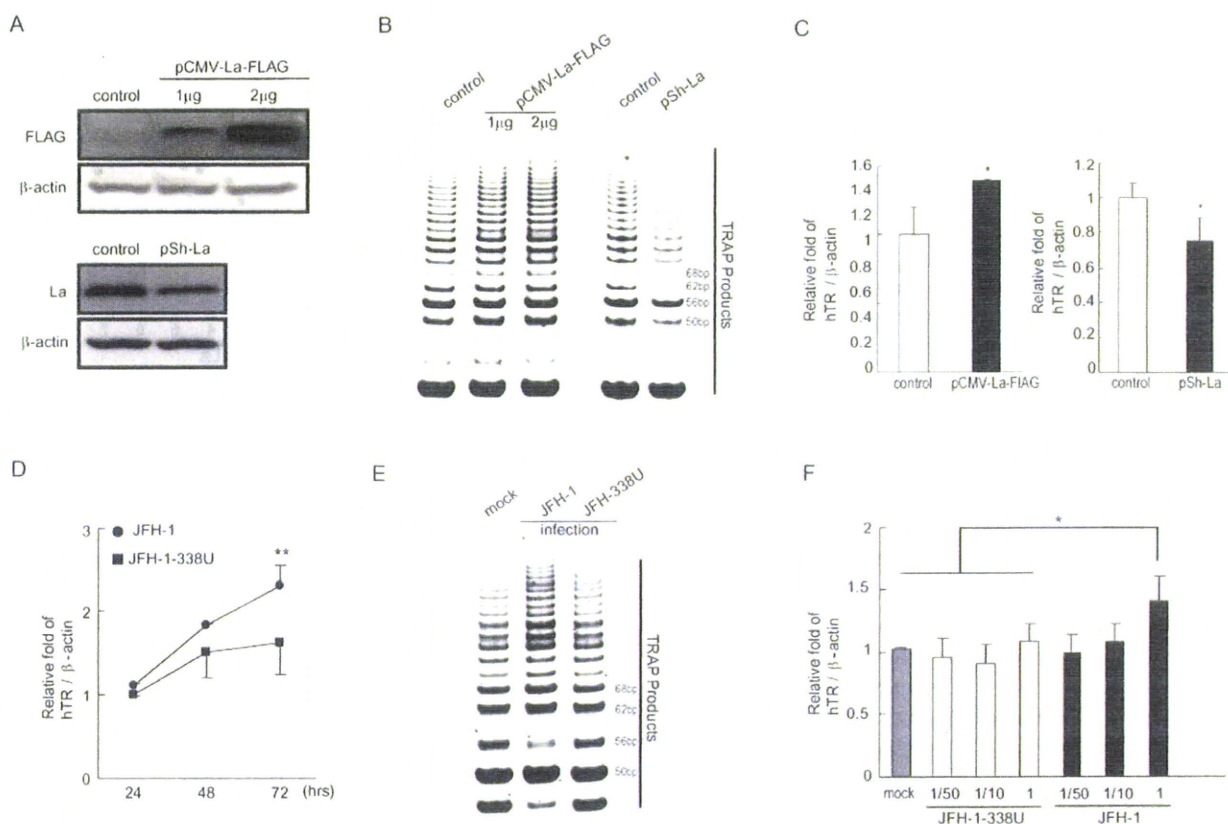 A
pCMV-La-FLAG
control 1μg 2μg
FLAG
β-actin
control pSh-La
La
β-actin
B
control pCMV-La-FLAG control pSh-La
1μg 2μg
68bp
62bp
56bp
50bp
TRAP Products
C
Relative fold of
hTR / β-actin
1.6
1.4
1.2
1
1.4
0.8
0.6
0.4
0.2
0
*
control pCMV-La-FlAG
Relative fold of
hTR / β-actin
1.2
1
0.8
0.6
0.4
0.2
0
*
control pSh-La
D
Relative fold of
hTR / β-actin
3
2
1
0
JFH-1
JFH-1-338U
**
24 48 72 (hrs)
E
mock JFH-1 JFH-338U
infection
68bp
62bp
56bp
50bp
TRAP Products
F
Relative fold of
hTR / β-actin
2
1.5
1
0.5
0
*
mock 1/50 1/10 1 1/50 1/10 1
JFH-1-338U JFH-1